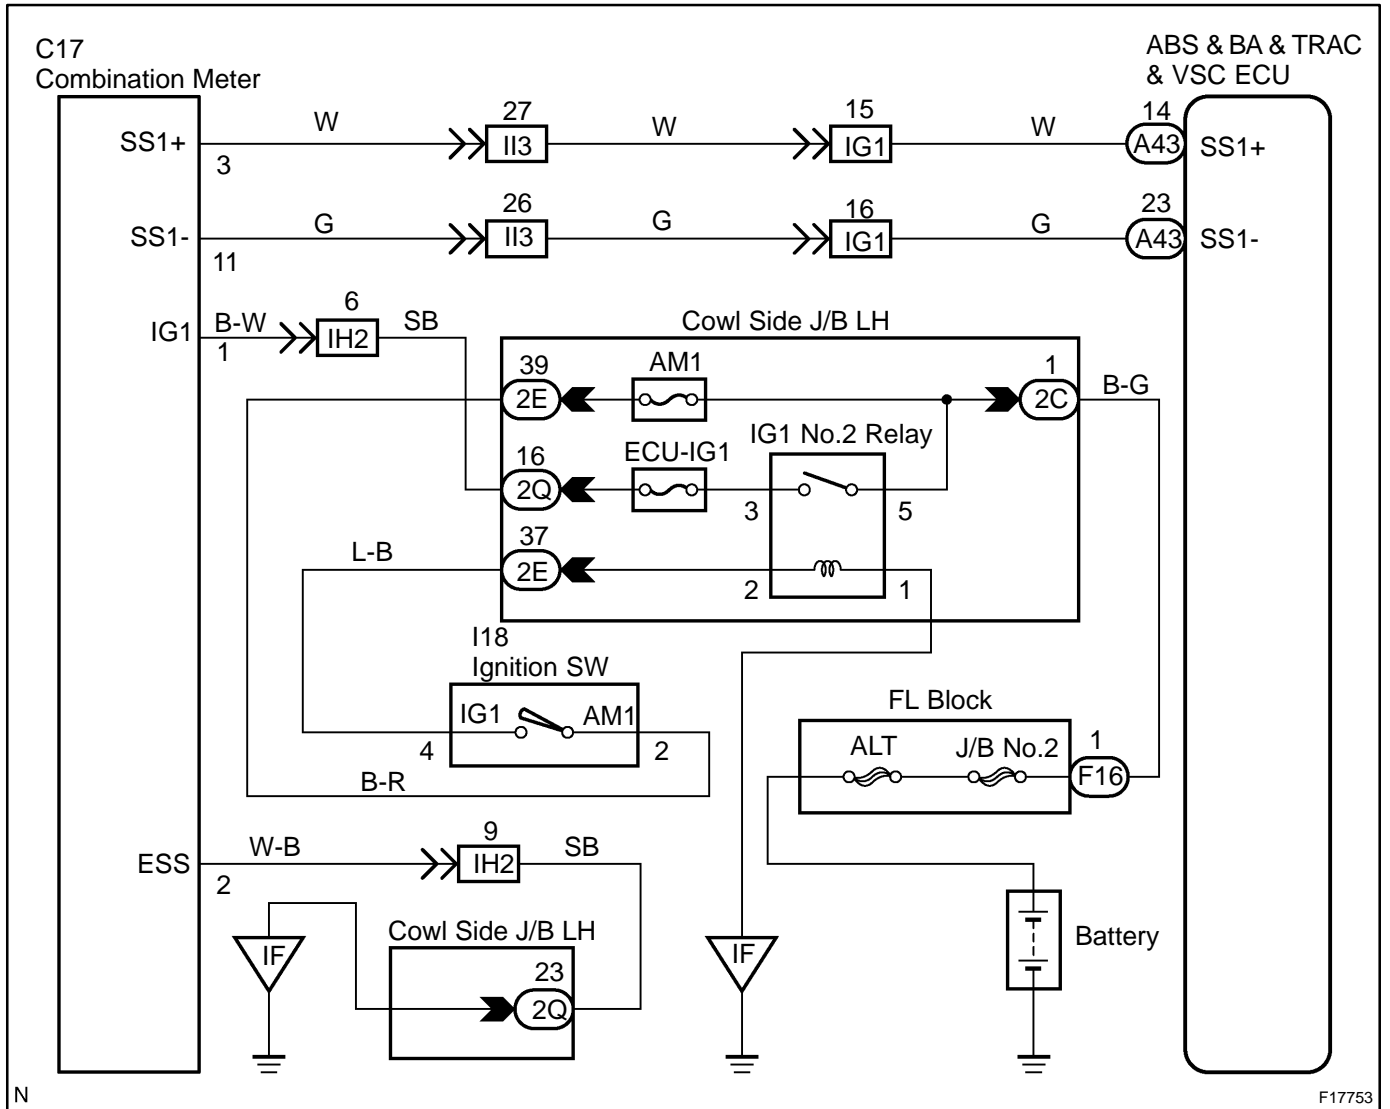 C17
Combination Meter
ABS & BA & TRAC
& VSC ECU
SS1+
3
W
27
II3
W
15
IG1
W
14
A43
SS1+
SS1-
11
G
26
II3
G
16
IG1
G
23
A43
SS1-
IG1
B-W
1
6
IH2
SB
Cowl Side J/B LH
39
2E
AM1
1
2C
B-G
IG1 No.2 Relay
16
2Q
ECU-IG1
3
5
37
2E
L-B
2
1
I18
Ignition SW
IG1
AM1
4
2
B-R
FL Block
ALT
J/B No.2
1
F16
ESS
W-B
2
9
IH2
SB
IF
Cowl Side J/B LH
23
2Q
IF
Battery
N
F17753